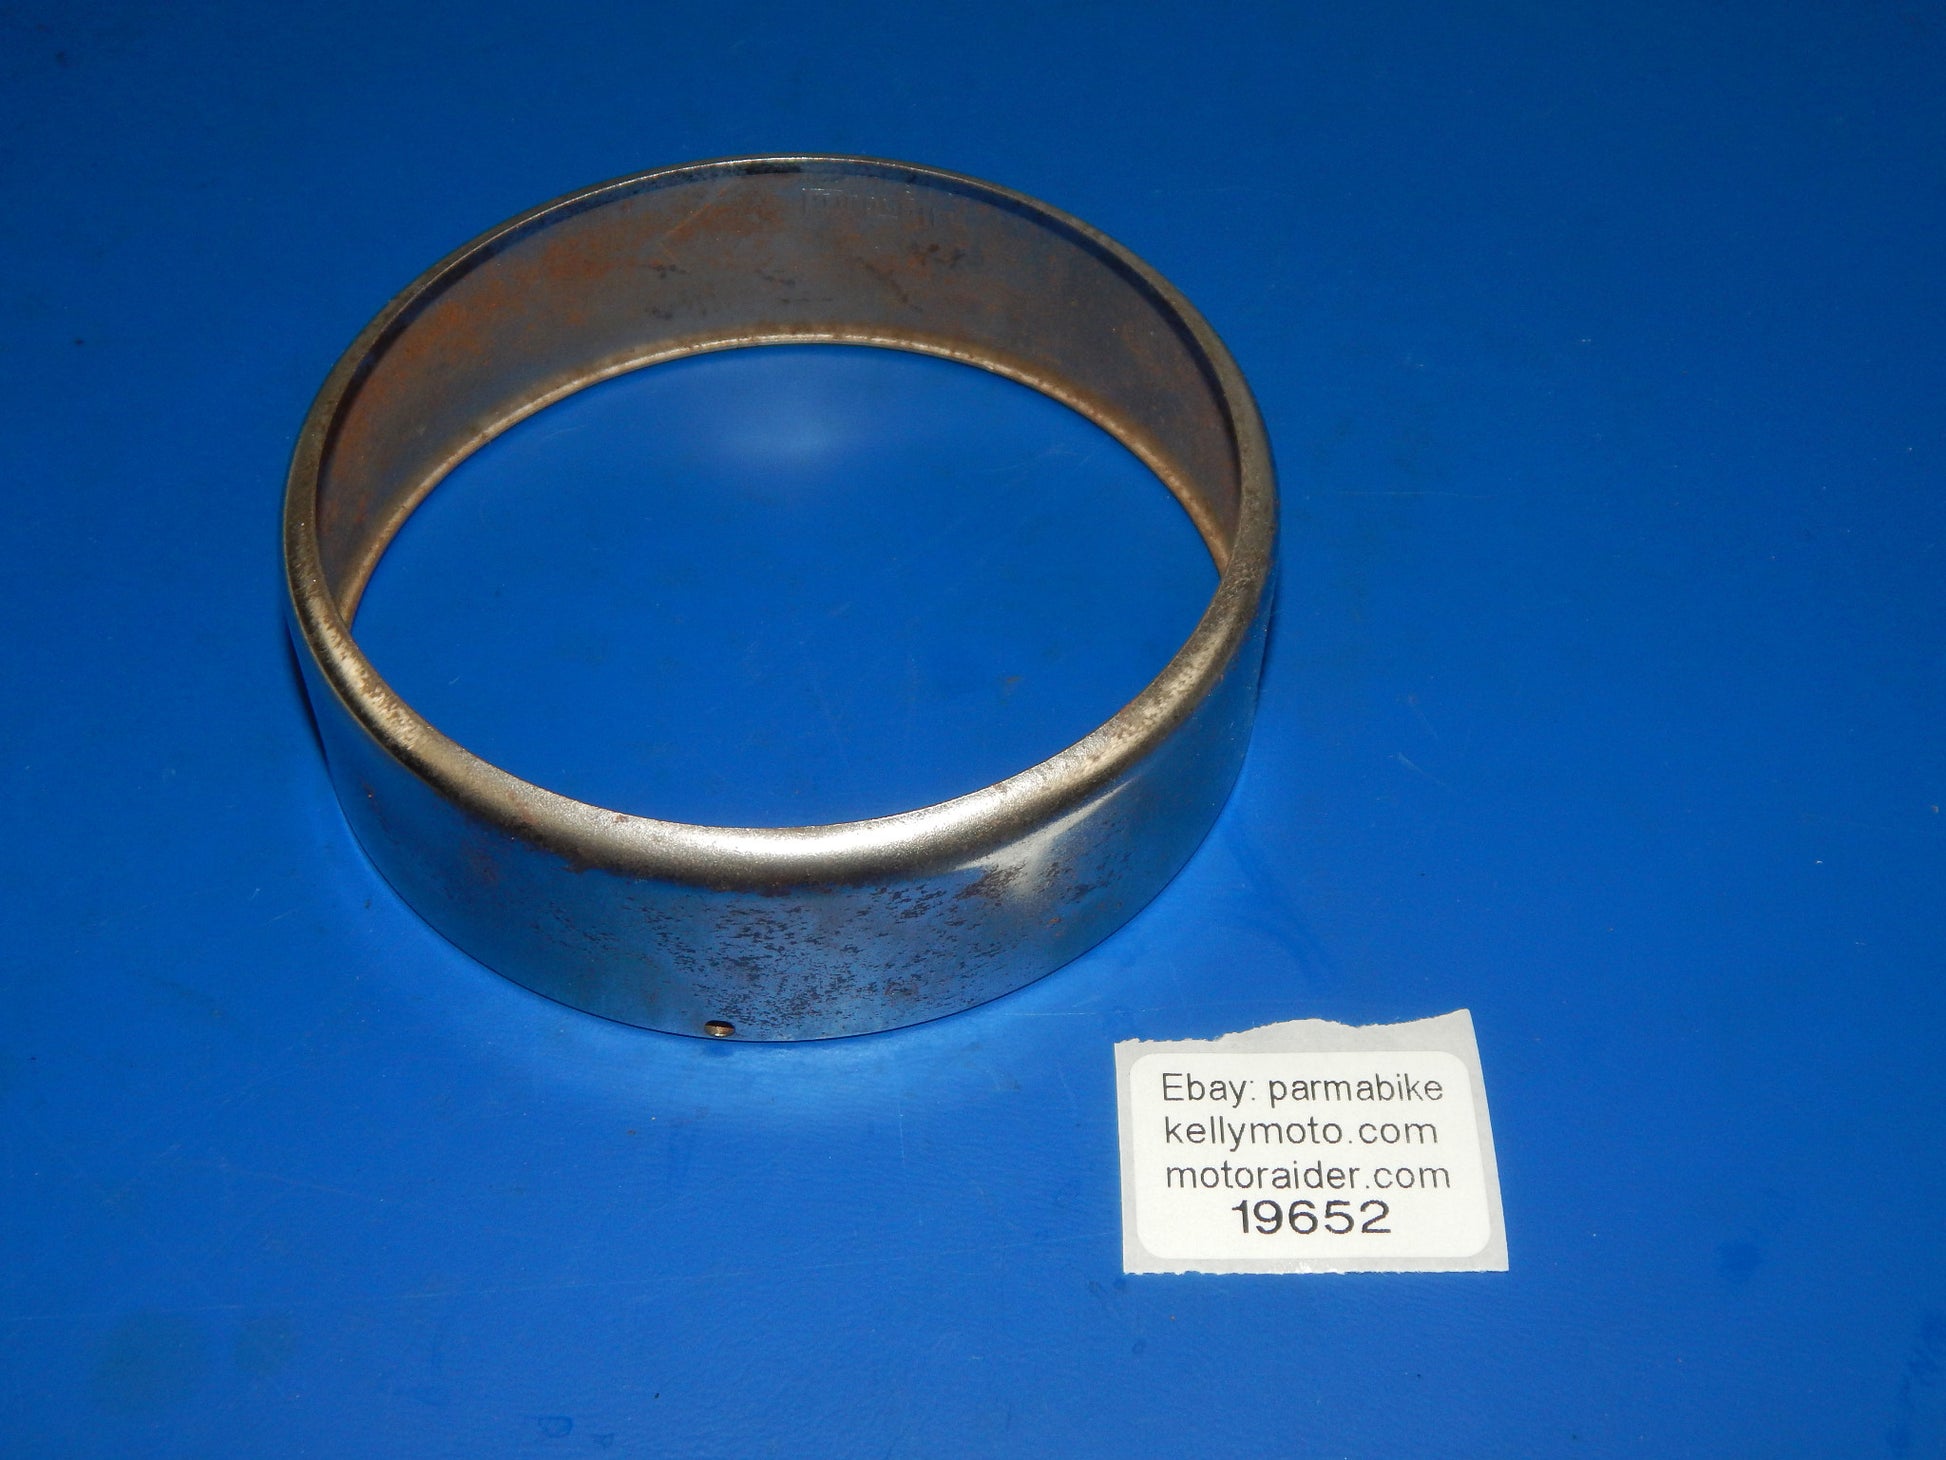 Ebay: parmabike
kellymoto.com
motoraider.com
19652